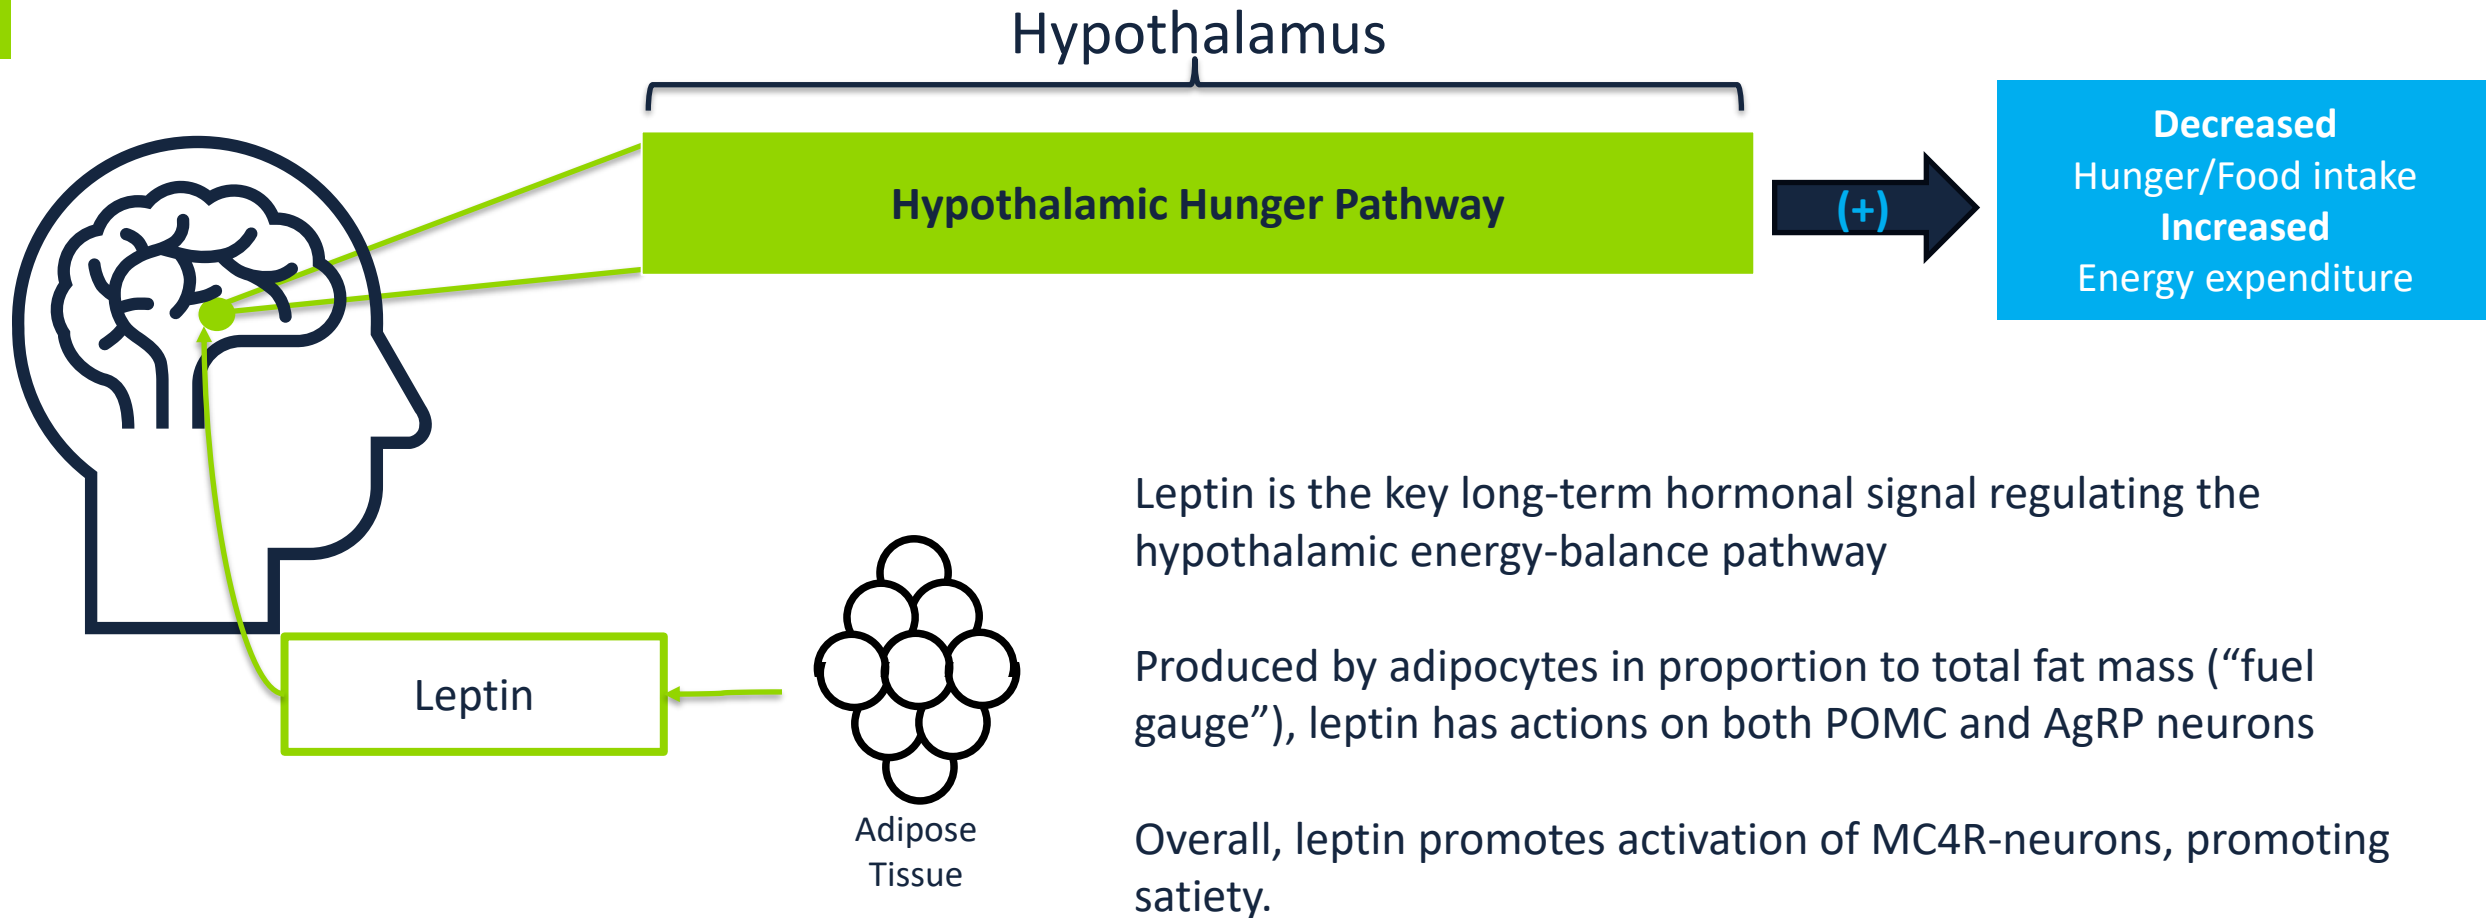 Hypothalamus
Hypothalamic Hunger Pathway
(+)
Decreased
Hunger/Food intake
Increased
Energy expenditure
Leptin
Adipose
Tissue
Leptin is the key long-term hormonal signal regulating the
hypothalamic energy-balance pathway
Produced by adipocytes in proportion to total fat mass (“fuel
gauge”), leptin has actions on both POMC and AgRP neurons
Overall, leptin promotes activation of MC4R-neurons, promoting
satiety.